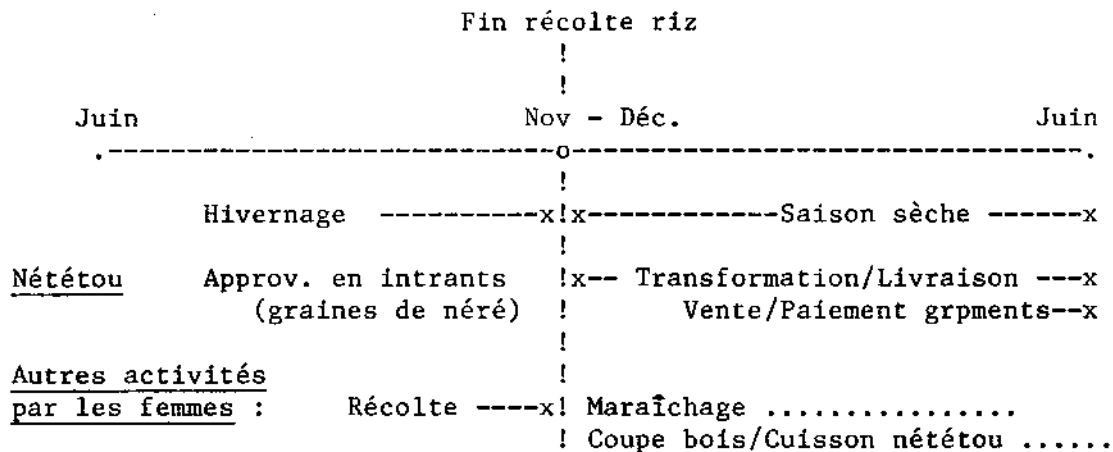 Fin récolte riz
!
!
Juin Nov - Déc. Juin
.---------------------------o-------------------------------.
!
Hivernage ----------x!x------------Saison sèche ------x
!
Nététou Approv. en intrants !x-- Transformation/Livraison ---x
(graines de néré) ! Vente/Paiement grpments--x
!
Autres activités !
par les femmes : Récolte ----x! Maraîchage ................
! Coupe bois/Cuisson nététou ......